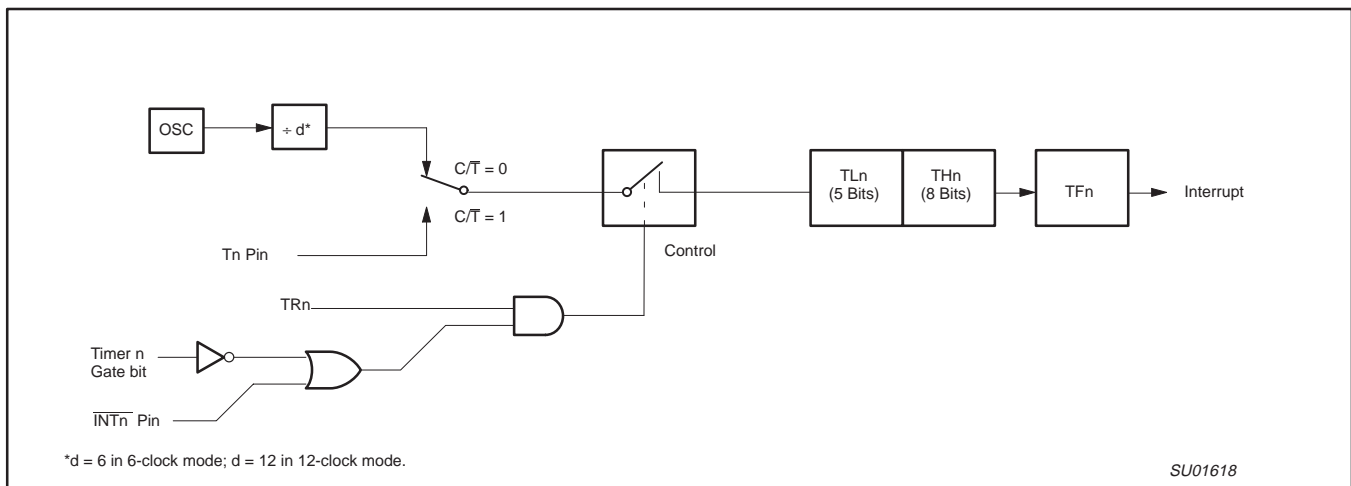 OSC
÷ d*
C/T̅ = 0
C/T̅ = 1
Tn Pin
Control
TLn
(5 Bits)
THn
(8 Bits)
TFn
Interrupt
TRn
Timer n
Gate bit
I̅N̅T̅n̅ Pin
*d = 6 in 6-clock mode; d = 12 in 12-clock mode.
SU01618